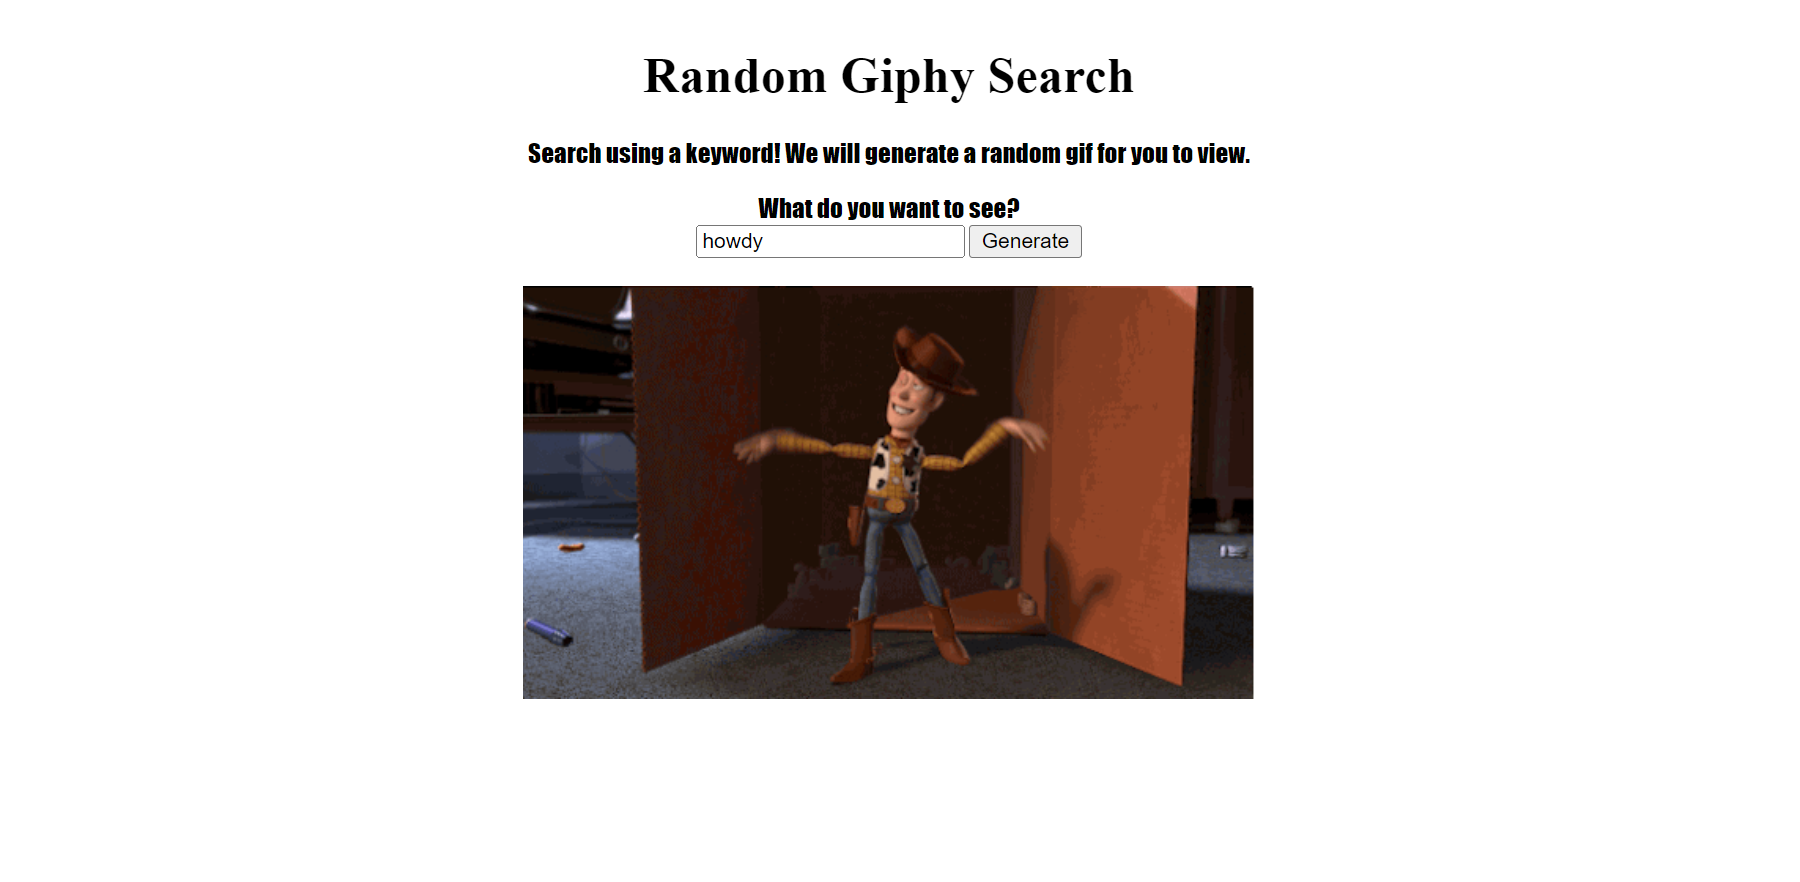 Random Giphy Search
Search using a keyword! We will generate a random gif for you to view.
What do you want to see?
howdy
Generate